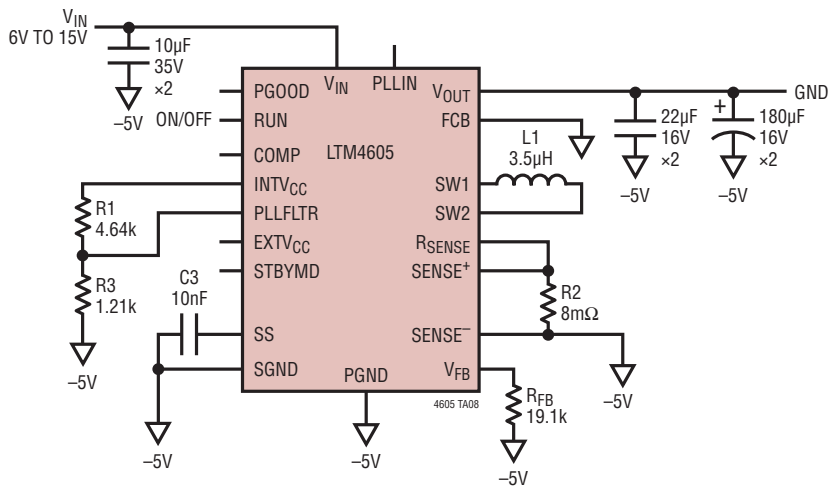 VIN
6V TO 15V
10µF
35V
×2
–5V
ON/OFF
PGOOD
RUN
COMP
INTVCC
PLLFLTR
EXTVCC
STBYMD
SS
SGND
VIN
PLLIN
LTM4605
PGND
VOUT
FCB
SW1
SW2
RSENSE
SENSE+
SENSE–
VFB
L1
3.5µH
GND
22µF
16V
×2
–5V
+
180µF
16V
×2
–5V
R1
4.64k
R3
1.21k
–5V
C3
10nF
–5V
–5V
R2
8mΩ
–5V
RFB
19.1k
–5V
4605 TA08